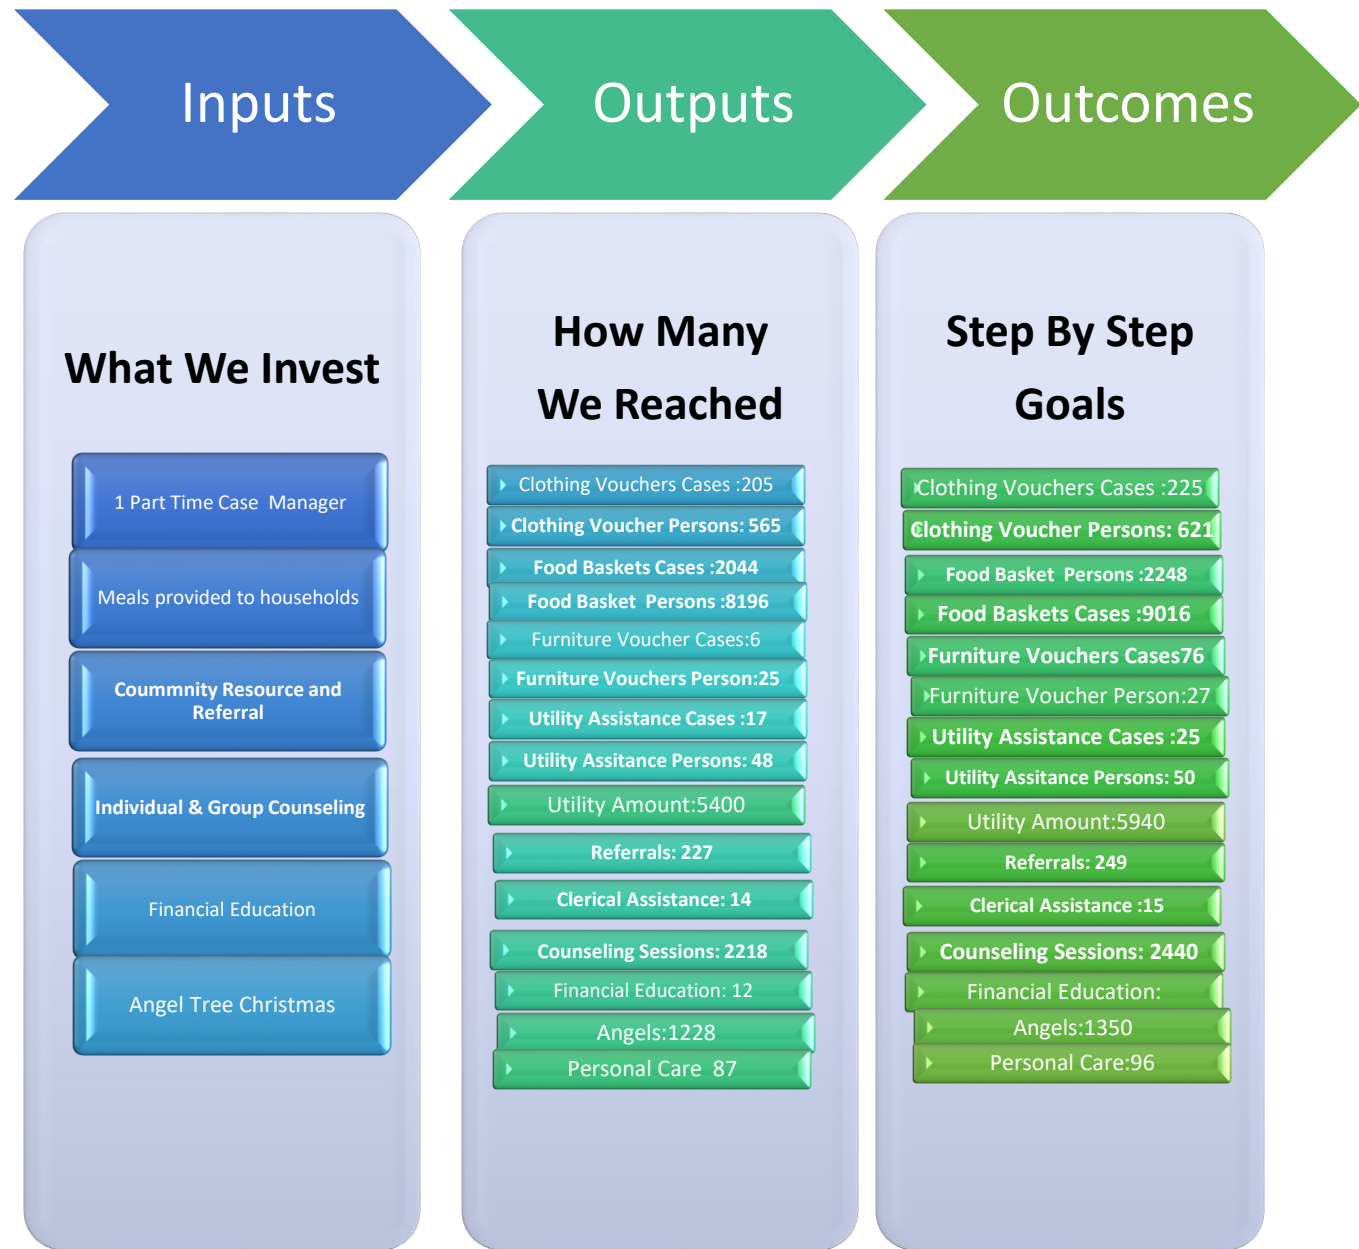 Inputs
Outputs
Outcomes
What We Invest
1 Part Time Case Manager
Meals provided to households
Coummnity Resource and
Referral
Individual & Group Counseling
Financial Education
Angel Tree Christmas
How Many
We Reached
Clothing Vouchers Cases :205
Clothing Voucher Persons: 565
Food Baskets Cases :2044
Food Basket Persons :8196
Furniture Voucher Cases:6
Furniture Vouchers Person:25
Utility Assistance Cases :17
Utility Assitance Persons: 48
Utility Amount:5400
Referrals: 227
Clerical Assistance: 14
Counseling Sessions: 2218
Financial Education: 12
Angels:1228
Personal Care 87
Step By Step
Goals
Clothing Vouchers Cases :225
Clothing Voucher Persons: 621
Food Basket Persons :2248
Food Baskets Cases :9016
Furniture Vouchers Cases76
Furniture Voucher Person:27
Utility Assistance Cases :25
Utility Assitance Persons: 50
Utility Amount:5940
Referrals: 249
Clerical Assistance :15
Counseling Sessions: 2440
Financial Education:
Angels:1350
Personal Care:96